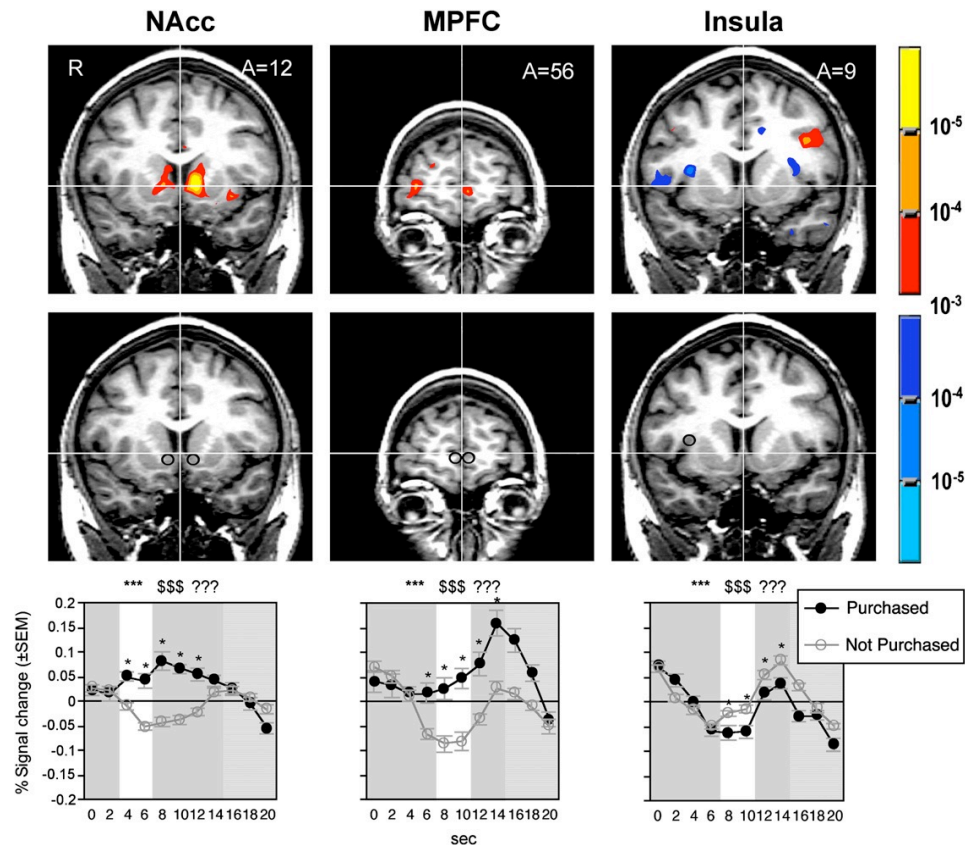 NAcc MPFC Insula
R A=12 A=56 A=9
10-5
10-4
10-3
10-4
10-5
*** $$$ ???
*** $$$ ???
*** $$$ ???
Purchased
Not Purchased
% Signal change (±SEM)
0.2
0.15
0.1
0.05
0
-0.05
-0.1
-0.15
-0.2
* * * * *
* * * * *
* * * *
0 2 4 6 8 10 12 14 16 18 20
0 2 4 6 8 10 12 14 16 18 20
0 2 4 6 8 10 12 14 16 18 20
sec